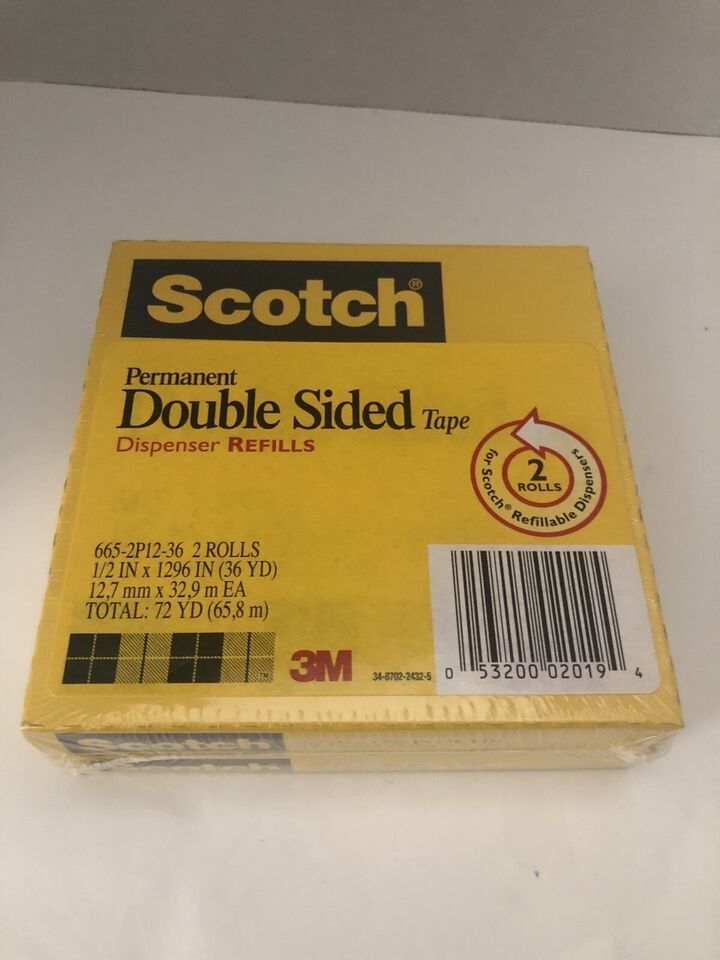 Scotch®
Permanent
Double Sided Tape
Dispenser REFILLS
2
ROLLS
for Scotch® Refillable Dispensers
665-2P12-36 2 ROLLS
1/2 IN x 1296 IN (36 YD)
12,7 mm x 32,9 m EA
TOTAL: 72 YD (65,8 m)
™
3M
34-8702-2432-5
0 53200 02019 4
Scotch
Scotch